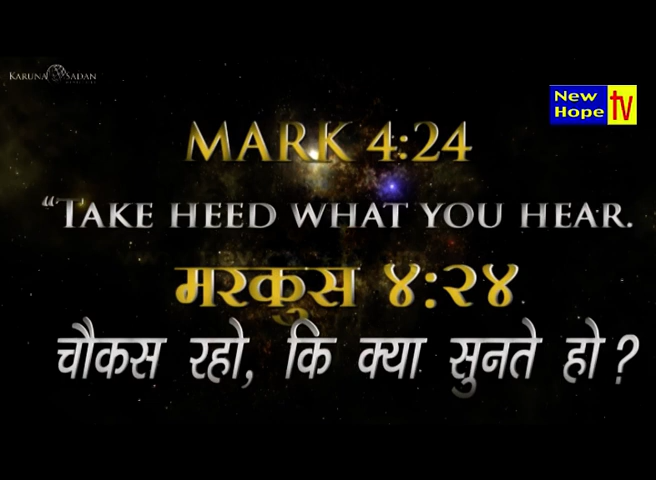 KARUNA SADAN
New
Hope tv
MARK 4:24
“TAKE HEED WHAT YOU HEAR.
मरकुस ४:२४
चौकस रहो, कि क्या सुनते हो ?